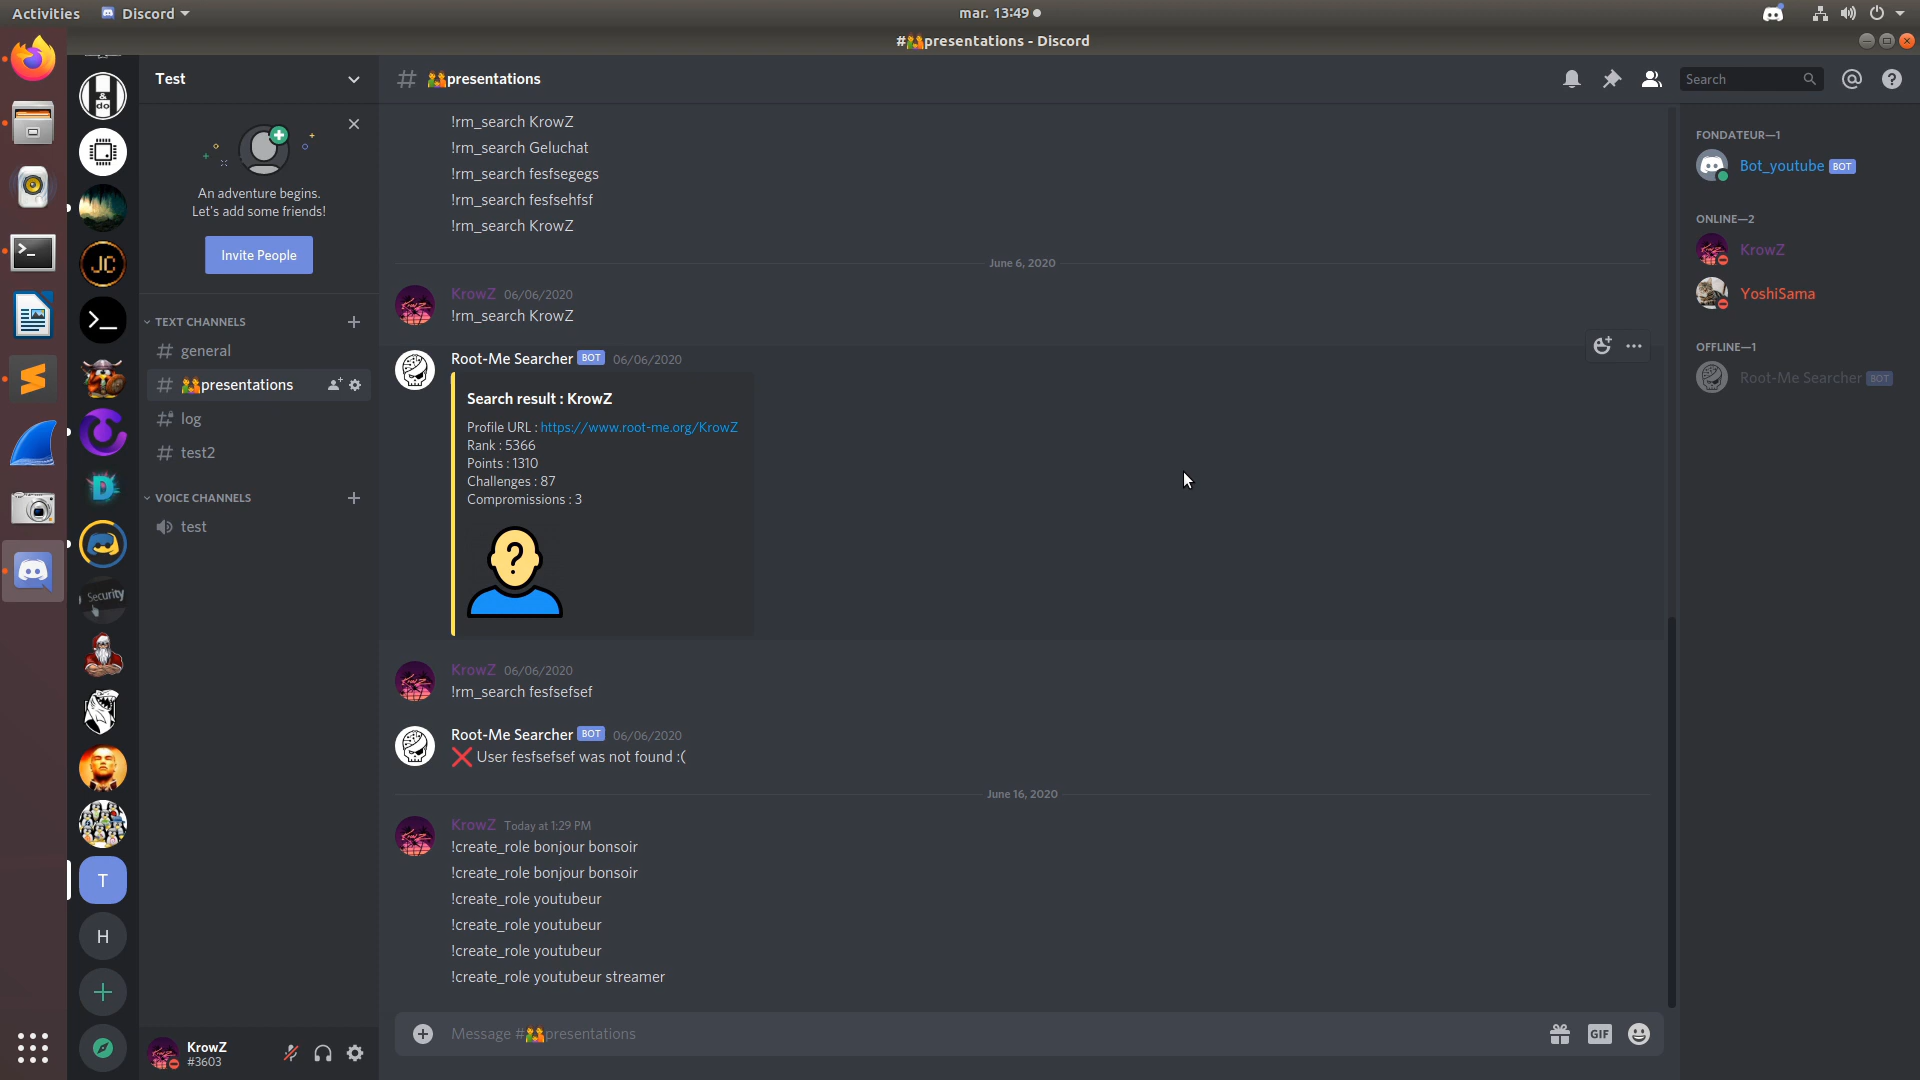 Activities
Discord
mar. 13:49
#presentations - Discord
Test
An adventure begins.
Let's add some friends!
Invite People
TEXT CHANNELS
general
presentations
log
test2
VOICE CHANNELS
test
&
do
JC
D
Security
T
H
KrowZ
#3603
# presentations
Search
!rm_search KrowZ
!rm_search Geluchat
!rm_search fesfsegegs
!rm_search fesfsehfsf
!rm_search KrowZ
June 6, 2020
KrowZ 06/06/2020
!rm_search KrowZ
Root-Me Searcher BOT 06/06/2020
Search result : KrowZ
Profile URL : https://www.root-me.org/KrowZ
Rank : 5366
Points : 1310
Challenges : 87
Compromissions : 3
?
KrowZ 06/06/2020
!rm_search fesfsefsef
Root-Me Searcher BOT 06/06/2020
❌ User fesfsefsef was not found :(
June 16, 2020
KrowZ Today at 1:29 PM
!create_role bonjour bonsoir
!create_role bonjour bonsoir
!create_role youtubeur
!create_role youtubeur
!create_role youtubeur
!create_role youtubeur streamer
Message #presentations
GIF
FONDATEUR—1
Bot_youtube BOT
ONLINE—2
KrowZ
YoshiSama
OFFLINE—1
Root-Me Searcher BOT